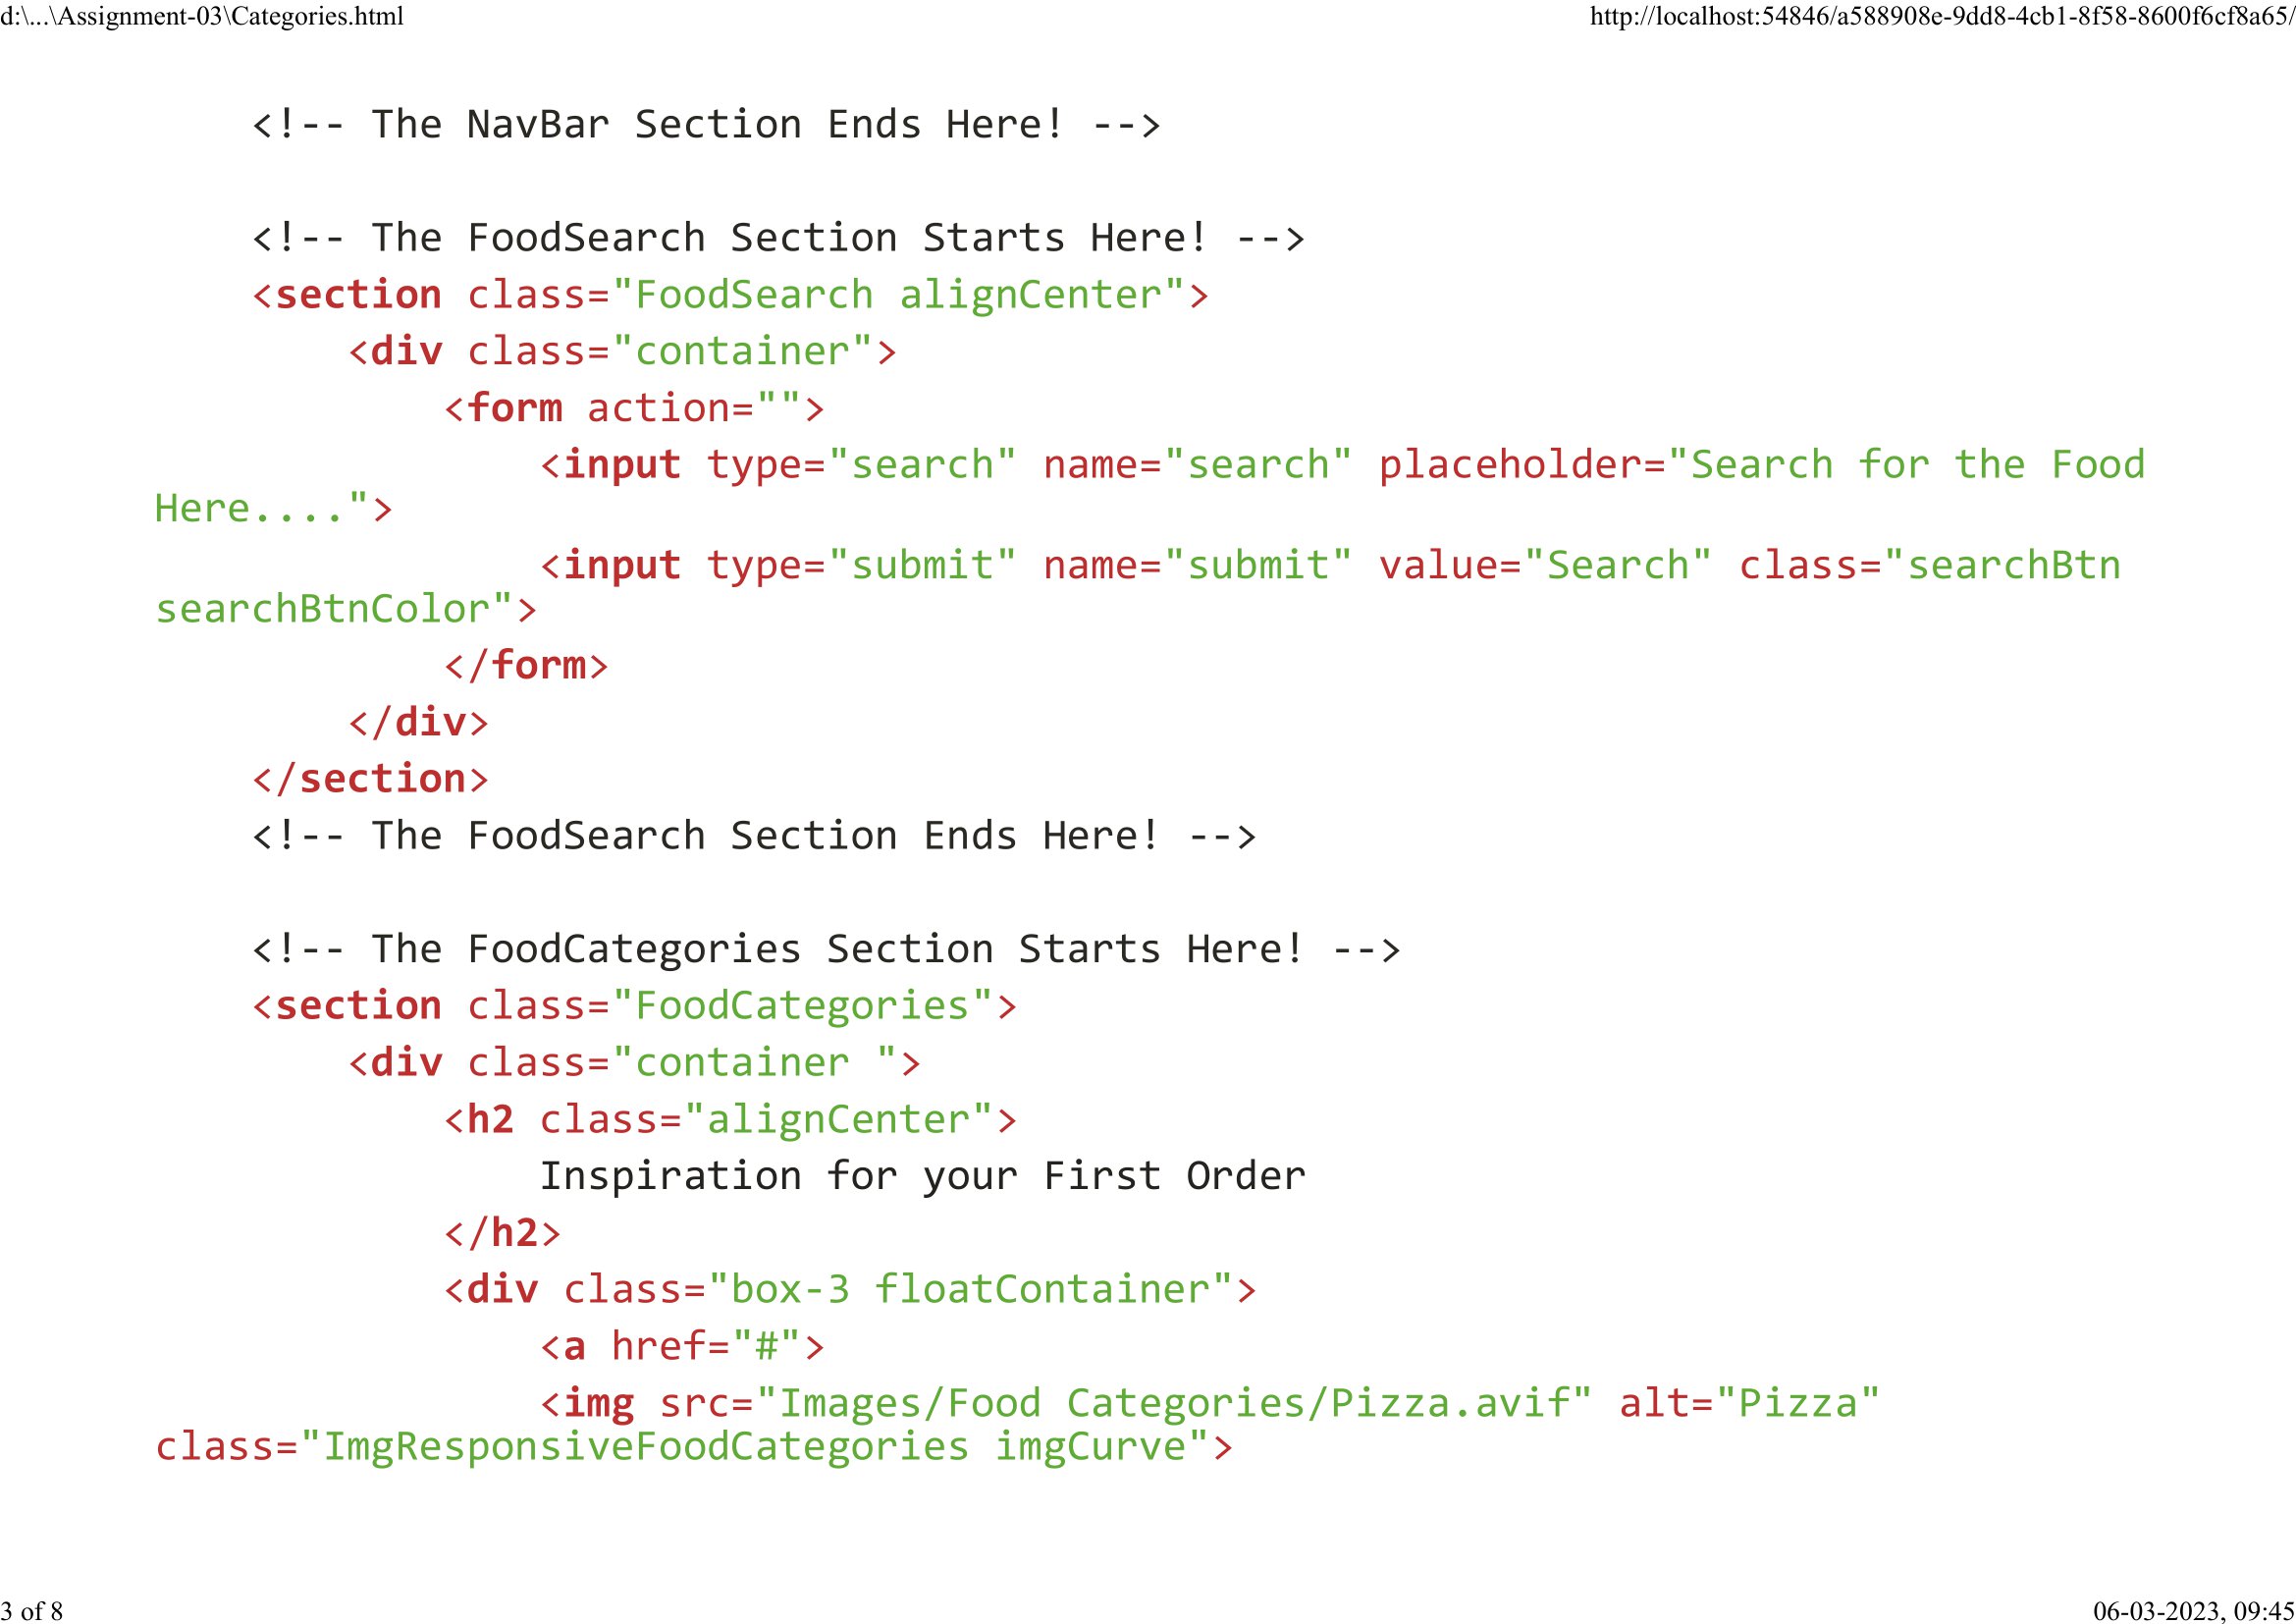 d:\...\Assignment-03\Categories.html
http://localhost:54846/a588908e-9dd8-4cb1-8f58-8600f6cf8a65/
<!-- The NavBar Section Ends Here! -->
<!-- The FoodSearch Section Starts Here! -->
<section class="FoodSearch alignCenter">
<div class="container">
<form action="">
<input type="search" name="search" placeholder="Search for the Food
Here....">
<input type="submit" name="submit" value="Search" class="searchBtn
searchBtnColor">
</form>
</div>
</section>
<!-- The FoodSearch Section Ends Here! -->
<!-- The FoodCategories Section Starts Here! -->
<section class="FoodCategories">
<div class="container ">
<h2 class="alignCenter">
Inspiration for your First Order
</h2>
<div class="box-3 floatContainer">
<a href="#">
<img src="Images/Food Categories/Pizza.avif" alt="Pizza"
class="ImgResponsiveFoodCategories imgCurve">
3 of 8
06-03-2023, 09:45